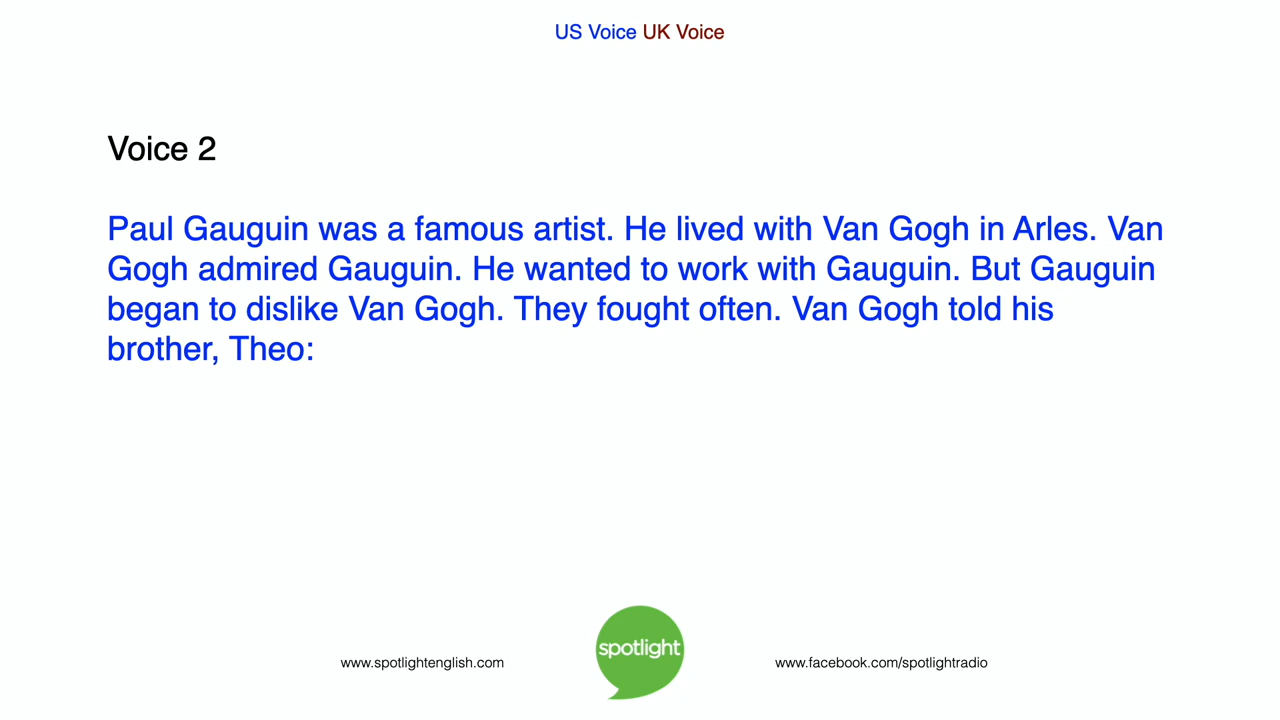 US Voice UK Voice
Voice 2
Paul Gauguin was a famous artist. He lived with Van Gogh in Arles. Van
Gogh admired Gauguin. He wanted to work with Gauguin. But Gauguin
began to dislike Van Gogh. They fought often. Van Gogh told his
brother, Theo:
spotlight
www.spotlightenglish.com
www.facebook.com/spotlightradio